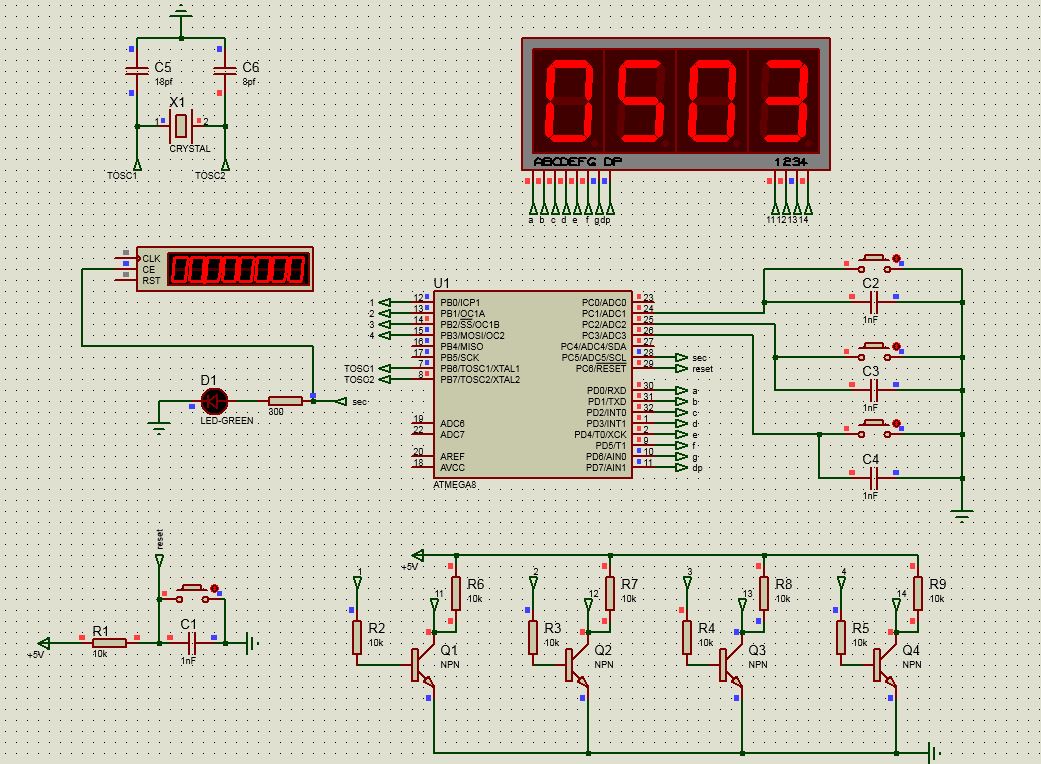 C5
18pf
C6
8pf
X1
1
2
CRYSTAL
TOSC1
TOSC2
0503
ABCDEFG DP
1234
a b c d e f g dp
11 12 13 14
CLK
CE
RST
0000000
D1
LED-GREEN
300
sec
U1
1
12
PB0/ICP1
2
13
PB1/OC1A
3
14
PB2/SS/OC1B
4
15
PB3/MOSI/OC2
16
PB4/MISO
17
PB5/SCK
TOSC1
7
PB6/TOSC1/XTAL1
TOSC2
8
PB7/TOSC2/XTAL2
19
ADC6
22
ADC7
20
AREF
18
AVCC
PC0/ADC0
23
PC1/ADC1
24
PC2/ADC2
25
PC3/ADC3
26
PC4/ADC4/SDA
27
PC5/ADC5/SCL
28
sec
PC6/RESET
29
reset
PD0/RXD
30
a
PD1/TXD
31
b
PD2/INT0
32
c
PD3/INT1
1
d
PD4/T0/XCK
2
e
PD5/T1
9
f
PD6/AIN0
10
g
PD7/AIN1
11
dp
ATMEGA8
C2
1nF
C3
1nF
C4
1nF
reset
+5V
R1
10k
C1
1nF
+5V
1
R2
10k
11
R6
10k
Q1
NPN
2
R3
10k
12
R7
10k
Q2
NPN
3
R4
10k
13
R8
10k
Q3
NPN
4
R5
10k
14
R9
10k
Q4
NPN